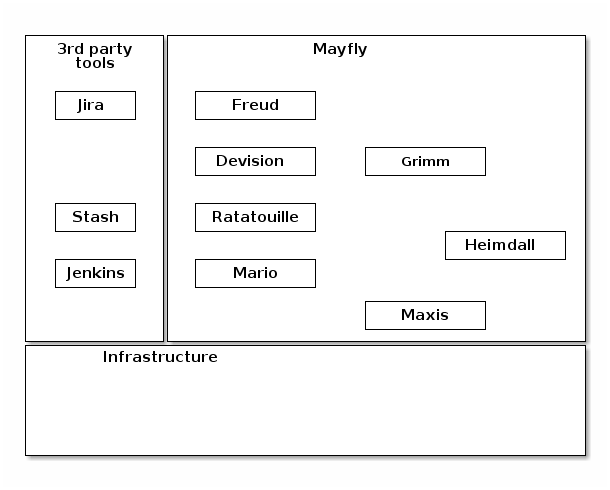 3rd party
tools
Mayfly
Jira
Freud
Devision
Grimm
Stash
Ratatouille
Heimdall
Jenkins
Mario
Maxis
Infrastructure